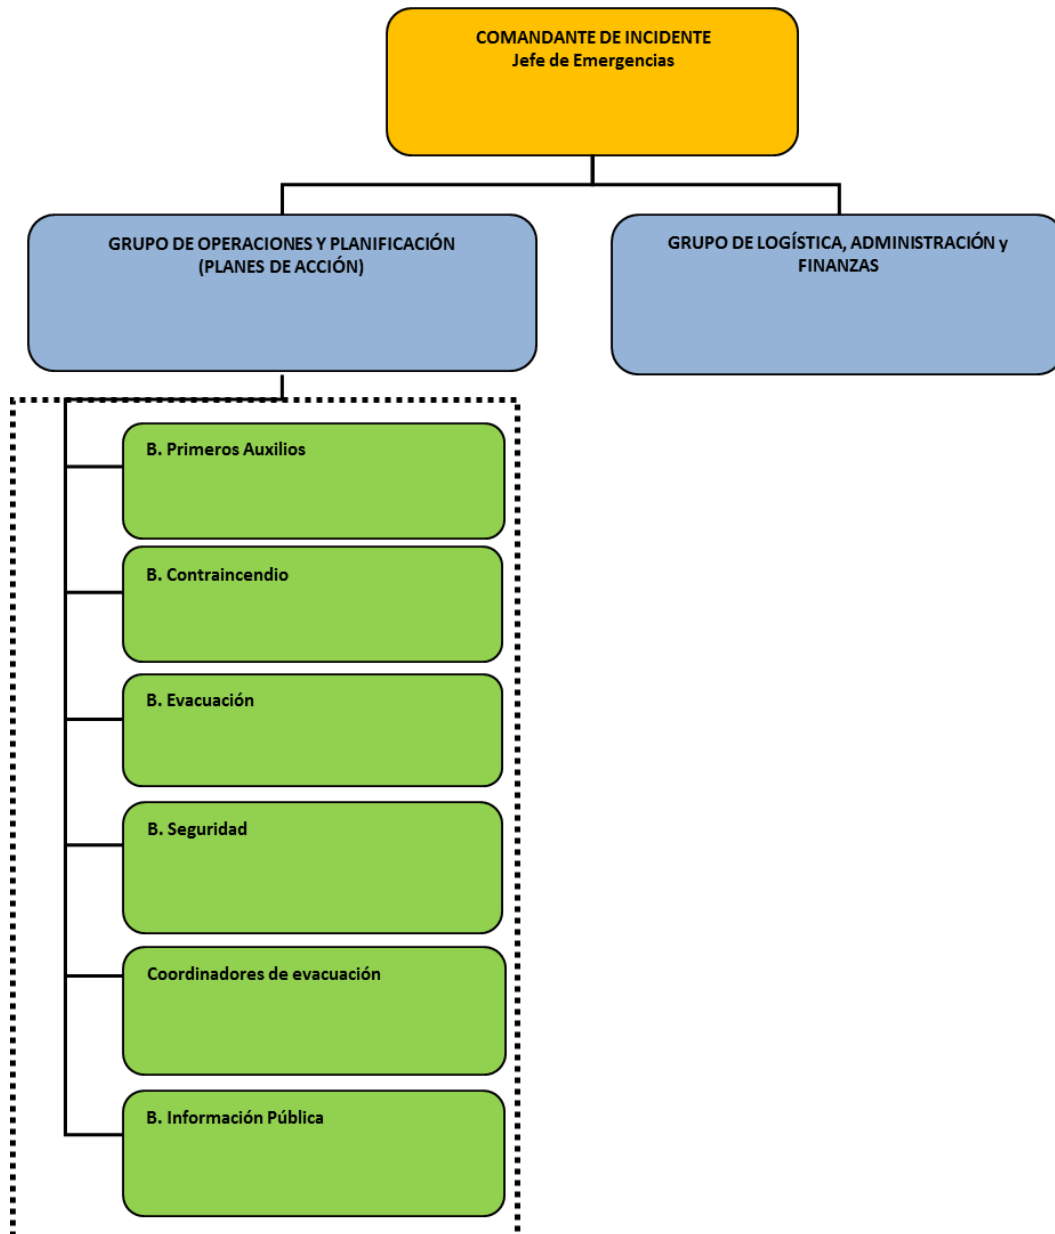 COMANDANTE DE INCIDENTE
Jefe de Emergencias
GRUPO DE OPERACIONES Y PLANIFICACIÓN
(PLANES DE ACCIÓN)
GRUPO DE LOGÍSTICA, ADMINISTRACIÓN y
FINANZAS
B. Primeros Auxilios
B. Contraincendio
B. Evacuación
B. Seguridad
Coordinadores de evacuación
B. Información Pública